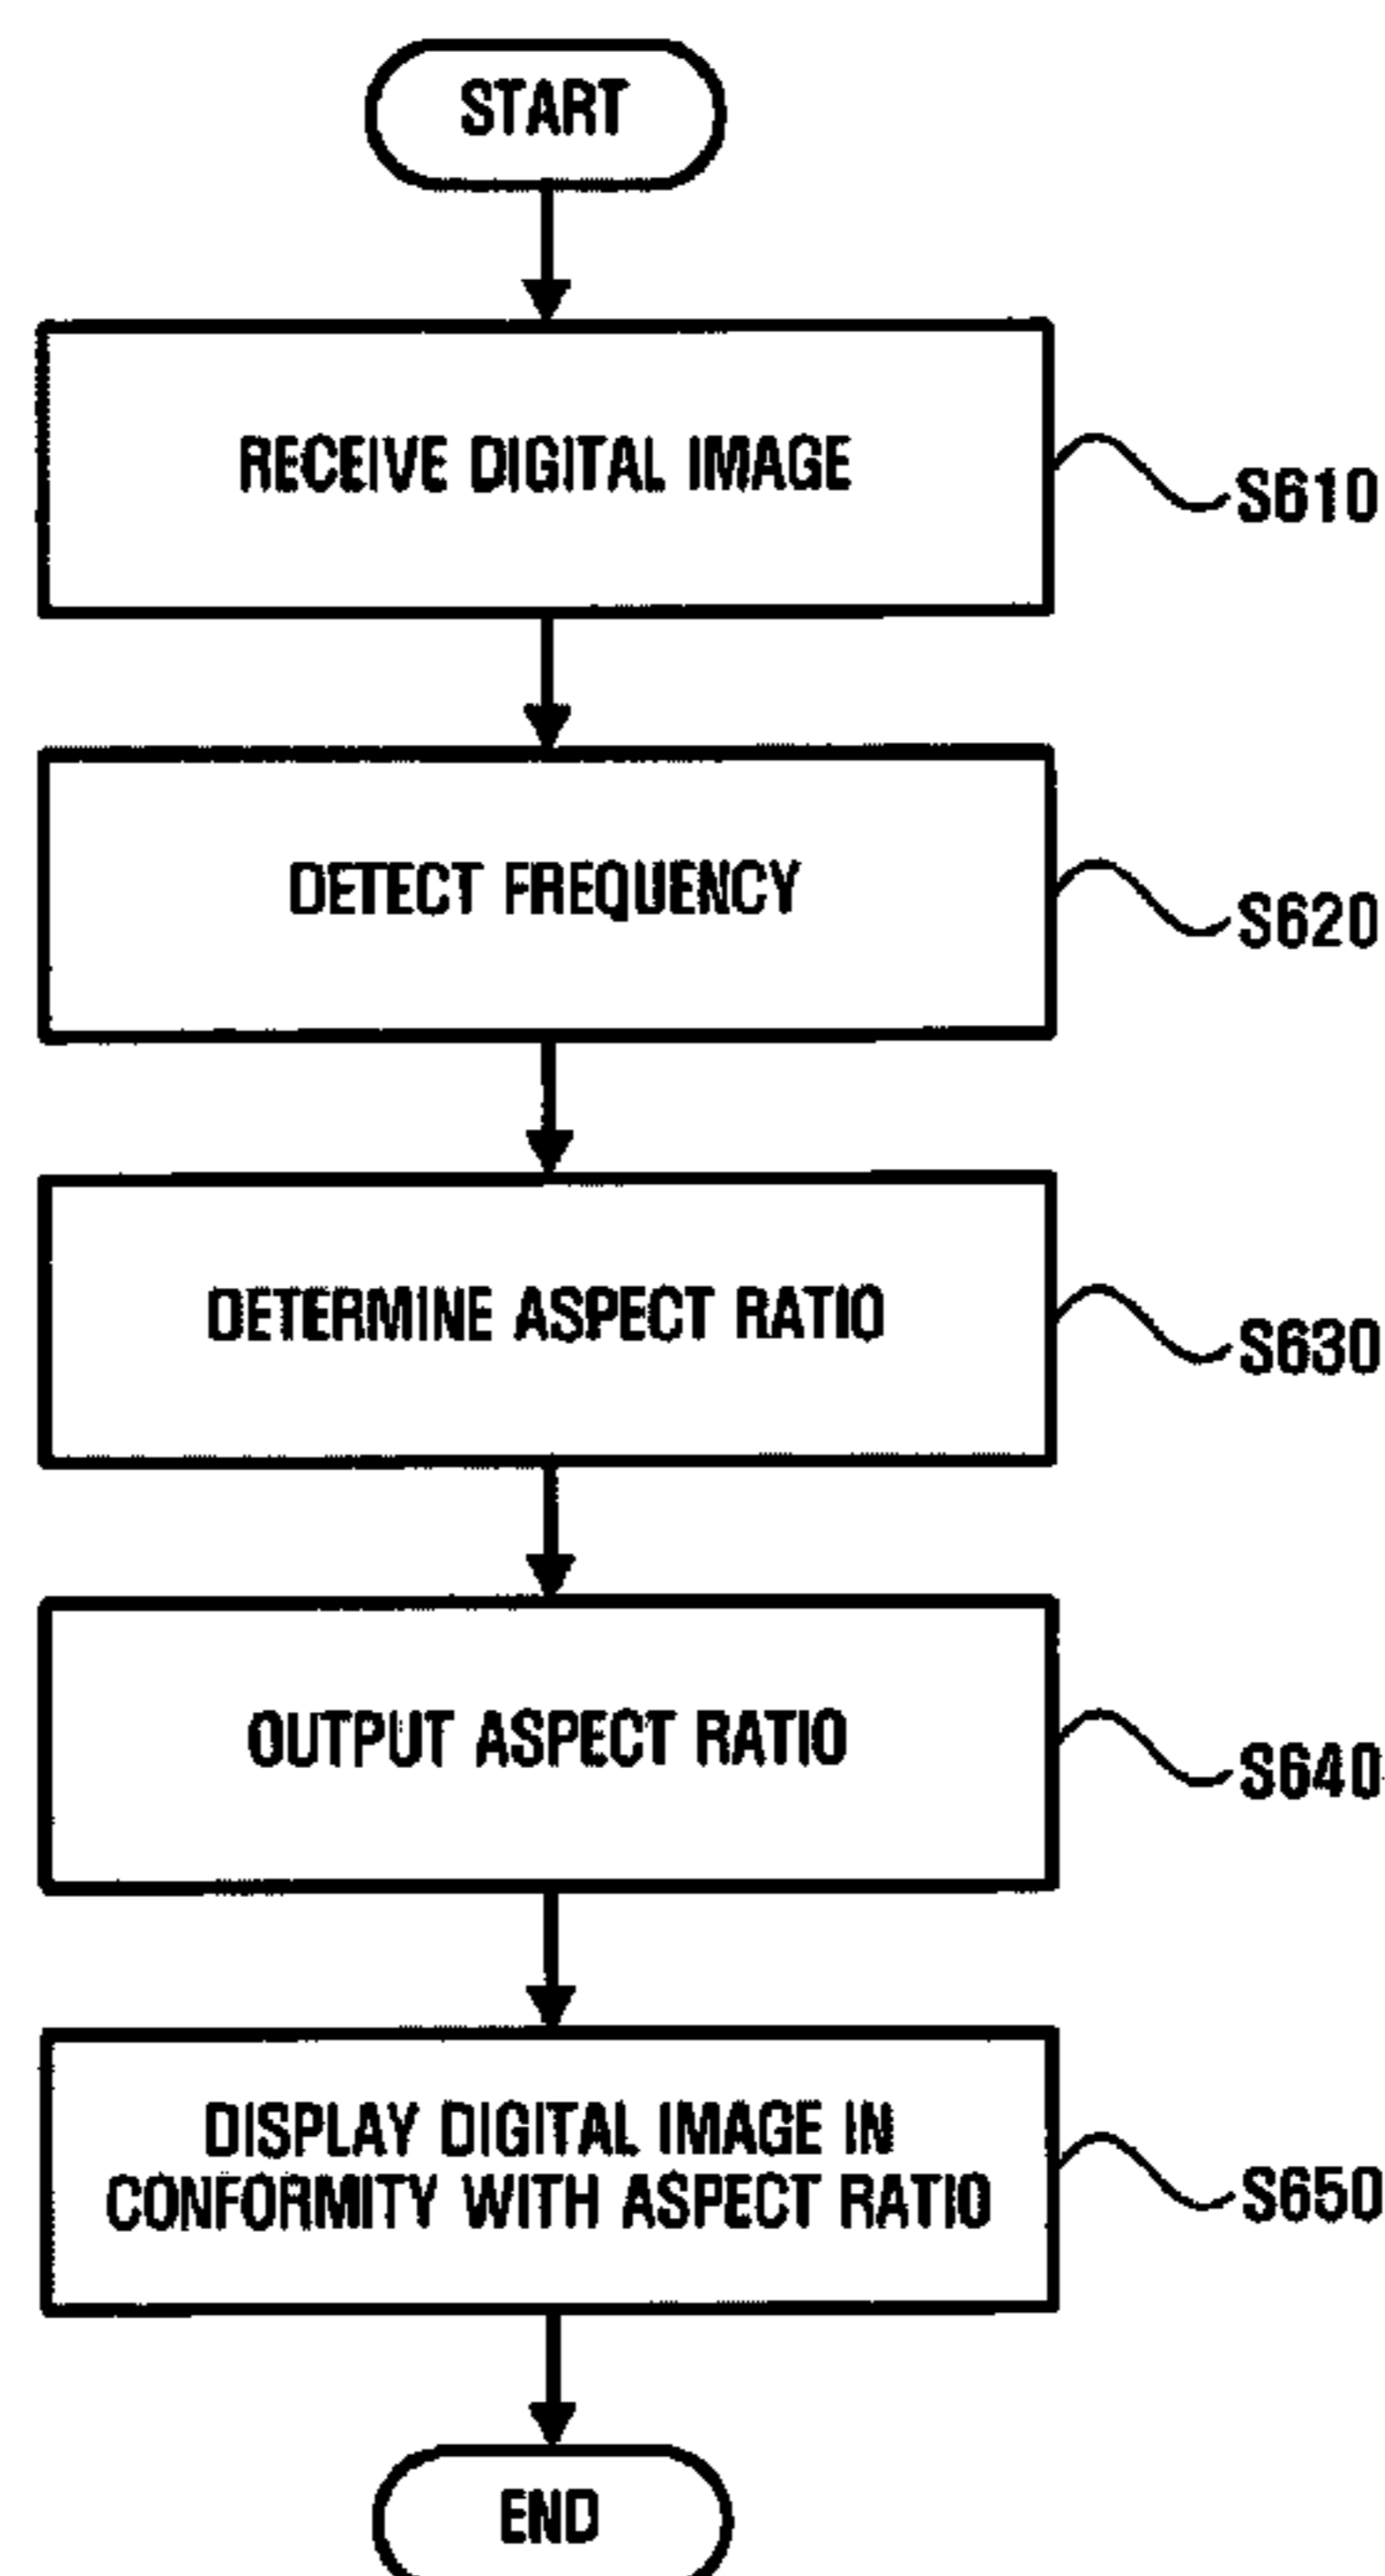 START
RECEIVE DIGITAL IMAGE
S610
DETECT FREQUENCY
S620
DETERMINE ASPECT RATIO
S630
OUTPUT ASPECT RATIO
S640
DISPLAY DIGITAL IMAGE IN
CONFORMITY WITH ASPECT RATIO
S650
END